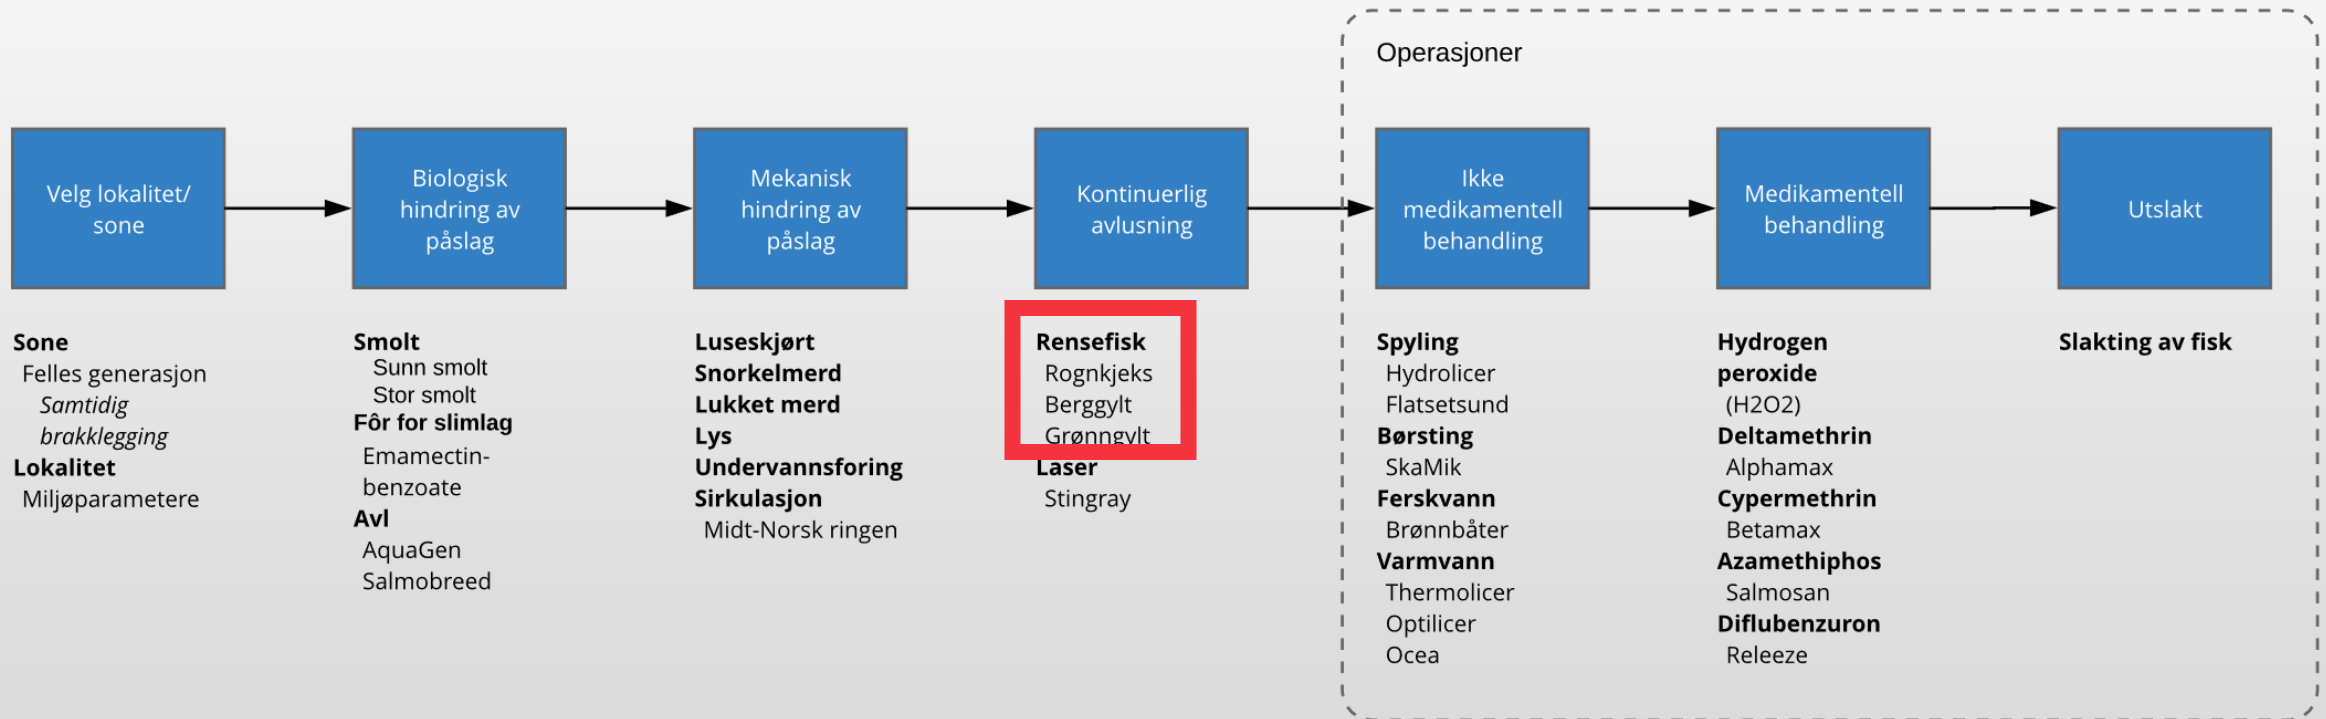 Operasjoner
Velg lokalitet/
sone
Biologisk
hindring av
påslag
Mekanisk
hindring av
påslag
Kontinuerlig
avlusning
Ikke
medikamentell
behandling
Medikamentell
behandling
Utslakt
Sone
Felles generasjon
Samtidig
brakklegging
Lokalitet
Miljøparametere
Smolt
Sunn smolt
Stor smolt
Fôr for slimlag
Emamectin-
benzoate
Avl
AquaGen
Salmobreed
Luseskjørt
Snorkelmerd
Lukket merd
Lys
Undervannsforing
Sirkulasjon
Midt-Norsk ringen
Rensefisk
Rognkjeks
Berggylt
Grønngylt
Laser
Stingray
Spyling
Hydrolicer
Flatsetsund
Børsting
SkaMik
Ferskvann
Brønnbåter
Varmvann
Thermolicer
Optilicer
Ocea
Hydrogen
peroxide
(H2O2)
Deltamethrin
Alphamax
Cypermethrin
Betamax
Azamethiphos
Salmosan
Diflubenzuron
Releeze
Slakting av fisk